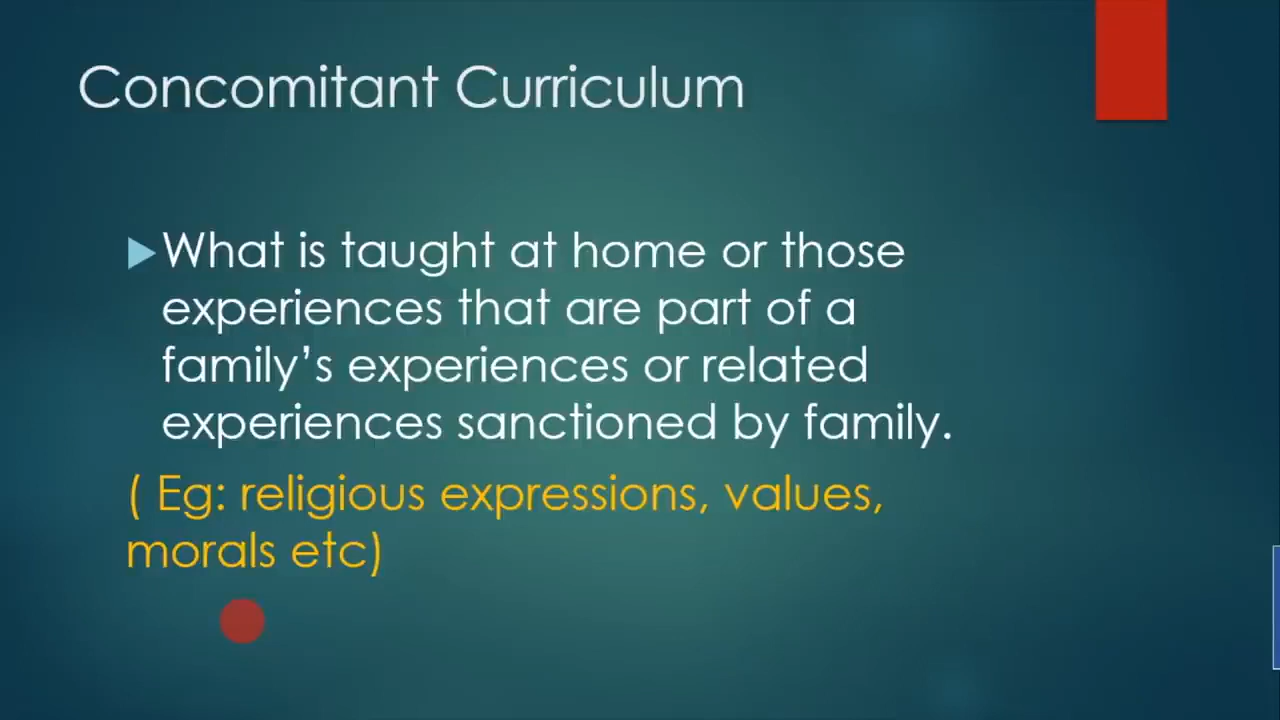 Concomitant Curriculum
What is taught at home or those
experiences that are part of a
family's experiences or related
experiences sanctioned by family.
( Eg: religious expressions, values,
morals etc)